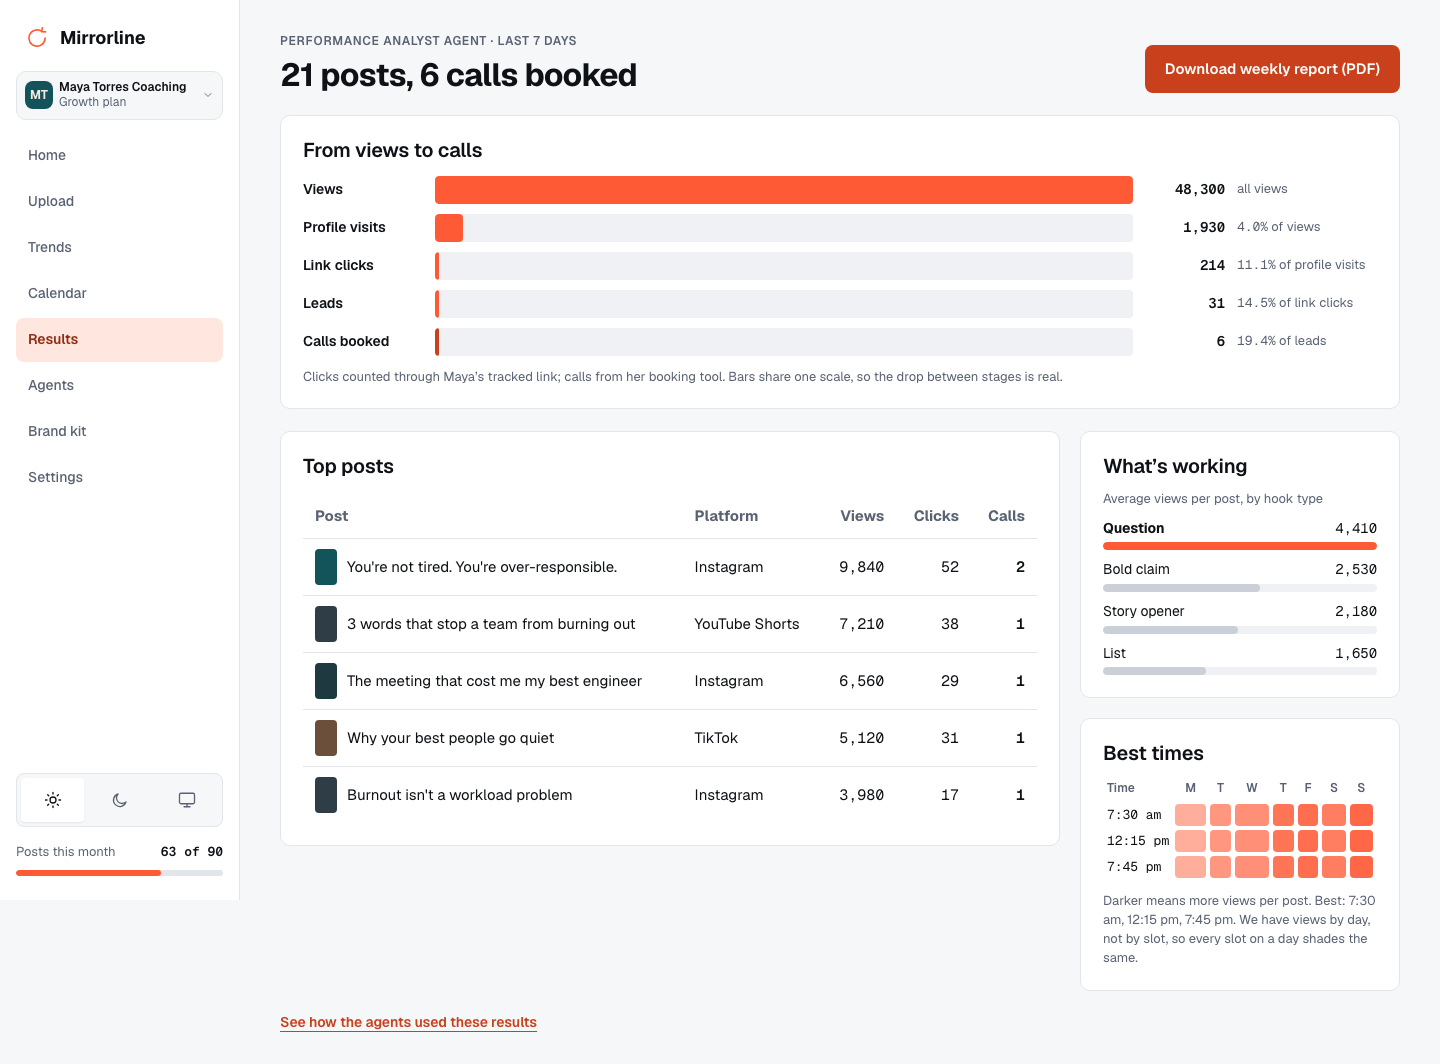 Mirrorline
MT
Maya Torres Coaching
Growth plan
Home
Upload
Trends
Calendar
Results
Agents
Brand kit
Settings
Posts this month 63 of 90
PERFORMANCE ANALYST AGENT · LAST 7 DAYS
21 posts, 6 calls booked
Download weekly report (PDF)
From views to calls
Views 48,300 all views
Profile visits 1,930 4.0% of views
Link clicks 214 11.1% of profile visits
Leads 31 14.5% of link clicks
Calls booked 6 19.4% of leads
Clicks counted through Maya’s tracked link; calls from her booking tool. Bars share one scale, so the drop between stages is real.
Top posts
Post Platform Views Clicks Calls
You're not tired. You're over-responsible. Instagram 9,840 52 2
3 words that stop a team from burning out YouTube Shorts 7,210 38 1
The meeting that cost me my best engineer Instagram 6,560 29 1
Why your best people go quiet TikTok 5,120 31 1
Burnout isn't a workload problem Instagram 3,980 17 1
What’s working
Average views per post, by hook type
Question 4,410
Bold claim 2,530
Story opener 2,180
List 1,650
Best times
Time M T W T F S S
7:30 am
12:15 pm
7:45 pm
Darker means more views per post. Best: 7:30
am, 12:15 pm, 7:45 pm. We have views by day,
not by slot, so every slot on a day shades the
same.
See how the agents used these results